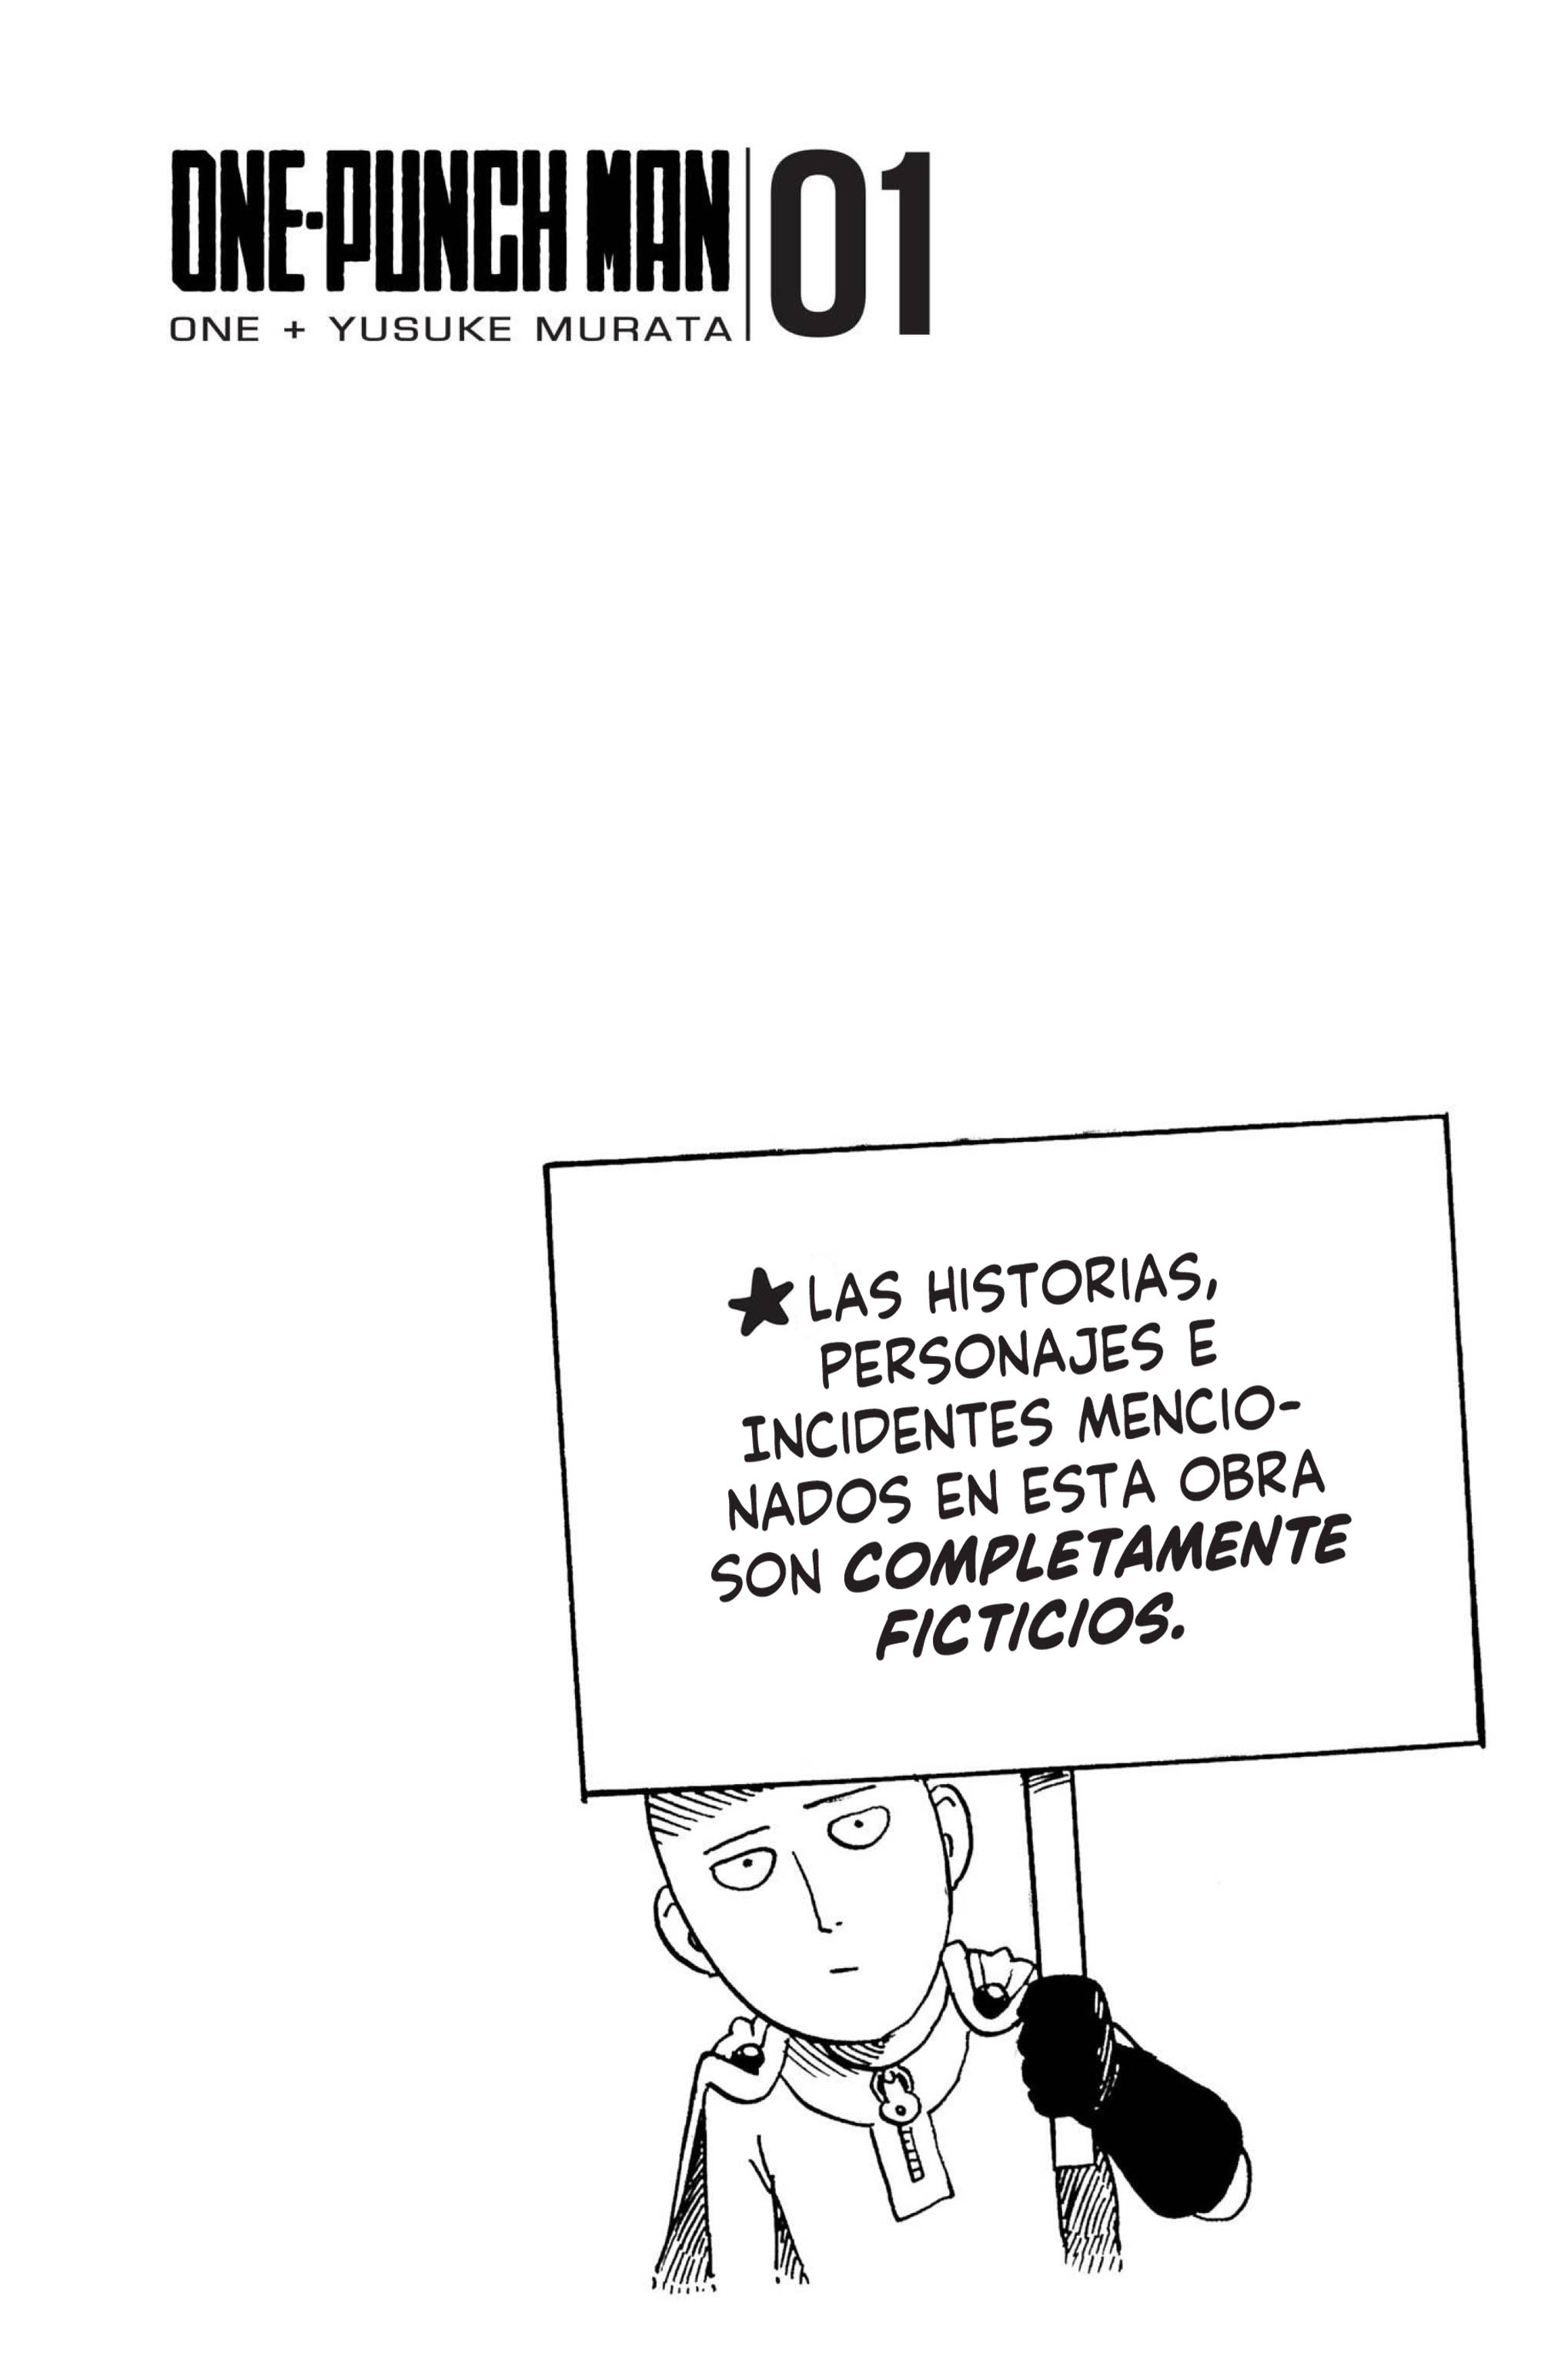 ONE-PUNCH MAN
ONE + YUSUKE MURATA
01
★ LAS HISTORIAS,
PERSONAJES E
INCIDENTES MENCIO-
NADOS EN ESTA OBRA
SON COMPLETAMENTE
FICTICIOS.